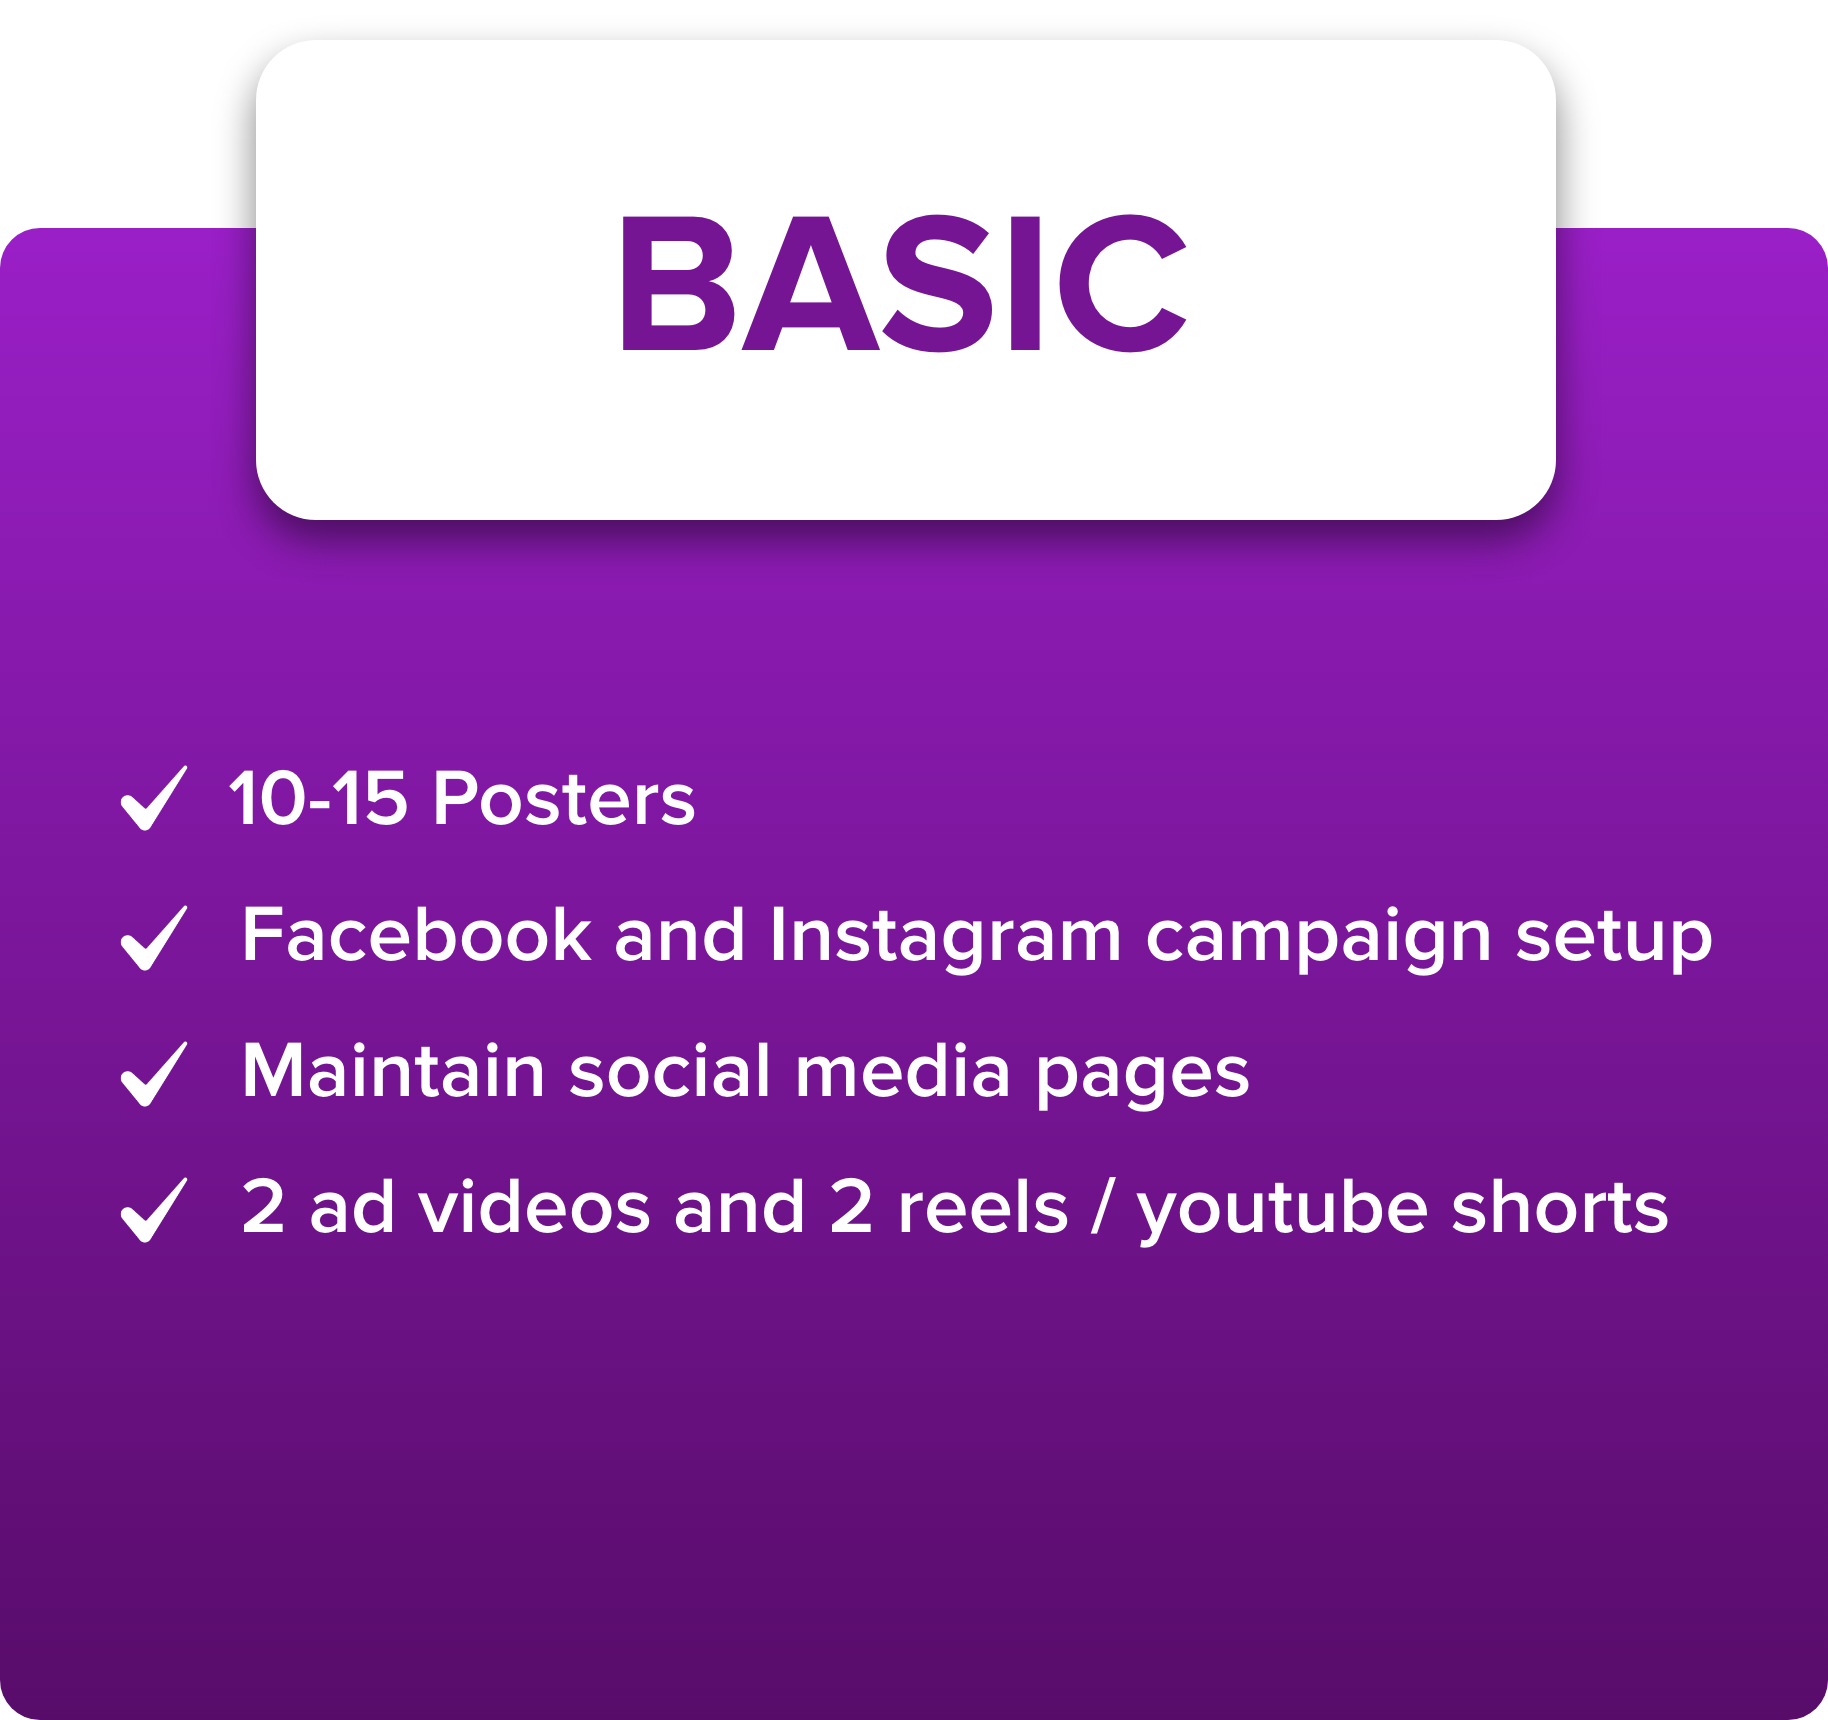 BASIC
10-15 Posters
Facebook and Instagram campaign setup
Maintain social media pages
2 ad videos and 2 reels / youtube shorts